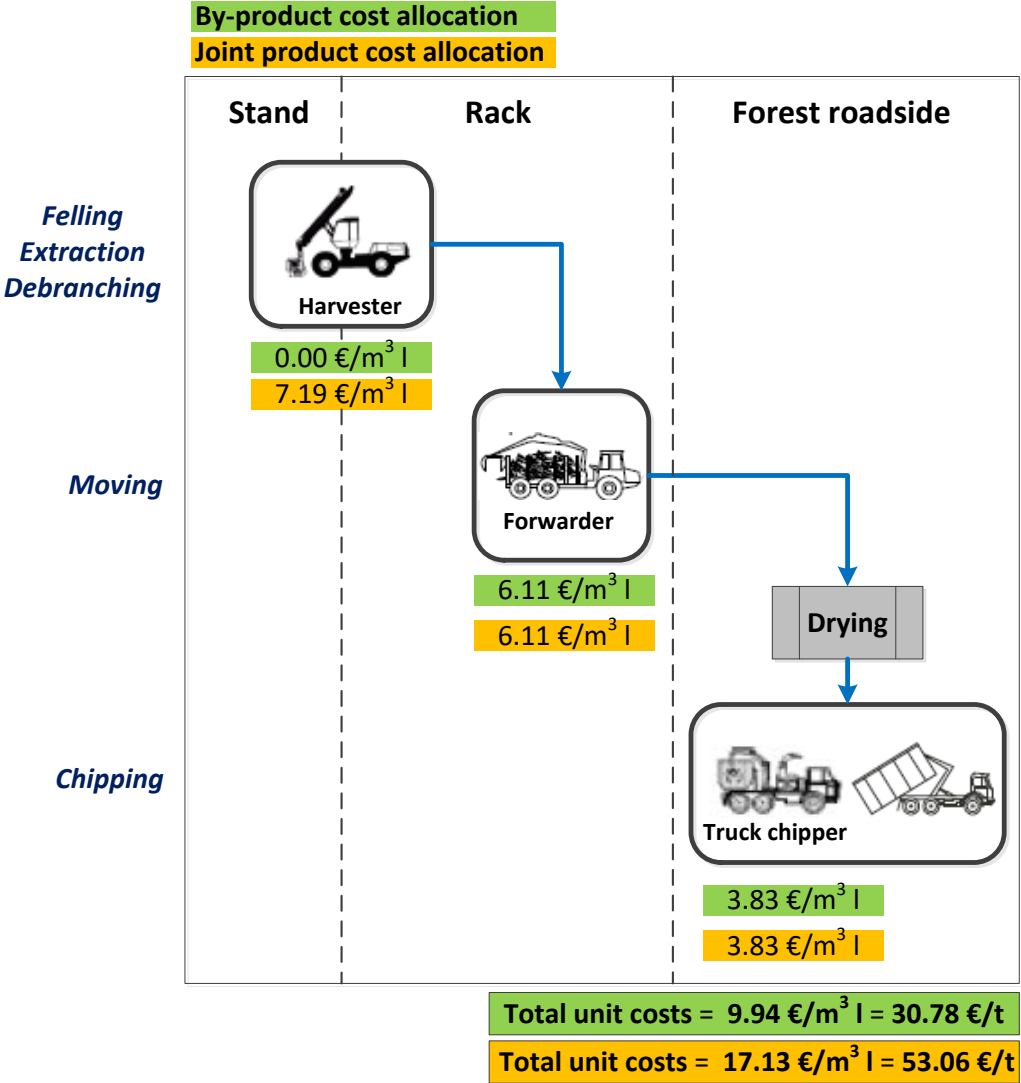 By-product cost allocation
Joint product cost allocation
Stand
Rack
Forest roadside
Felling
Extraction
Debranching
Harvester
0.00 €/m³ l
7.19 €/m³ l
Moving
Forwarder
6.11 €/m³ l
6.11 €/m³ l
Drying
Chipping
Truck chipper
3.83 €/m³ l
3.83 €/m³ l
Total unit costs = 9.94 €/m³ l = 30.78 €/t
Total unit costs = 17.13 €/m³ l = 53.06 €/t